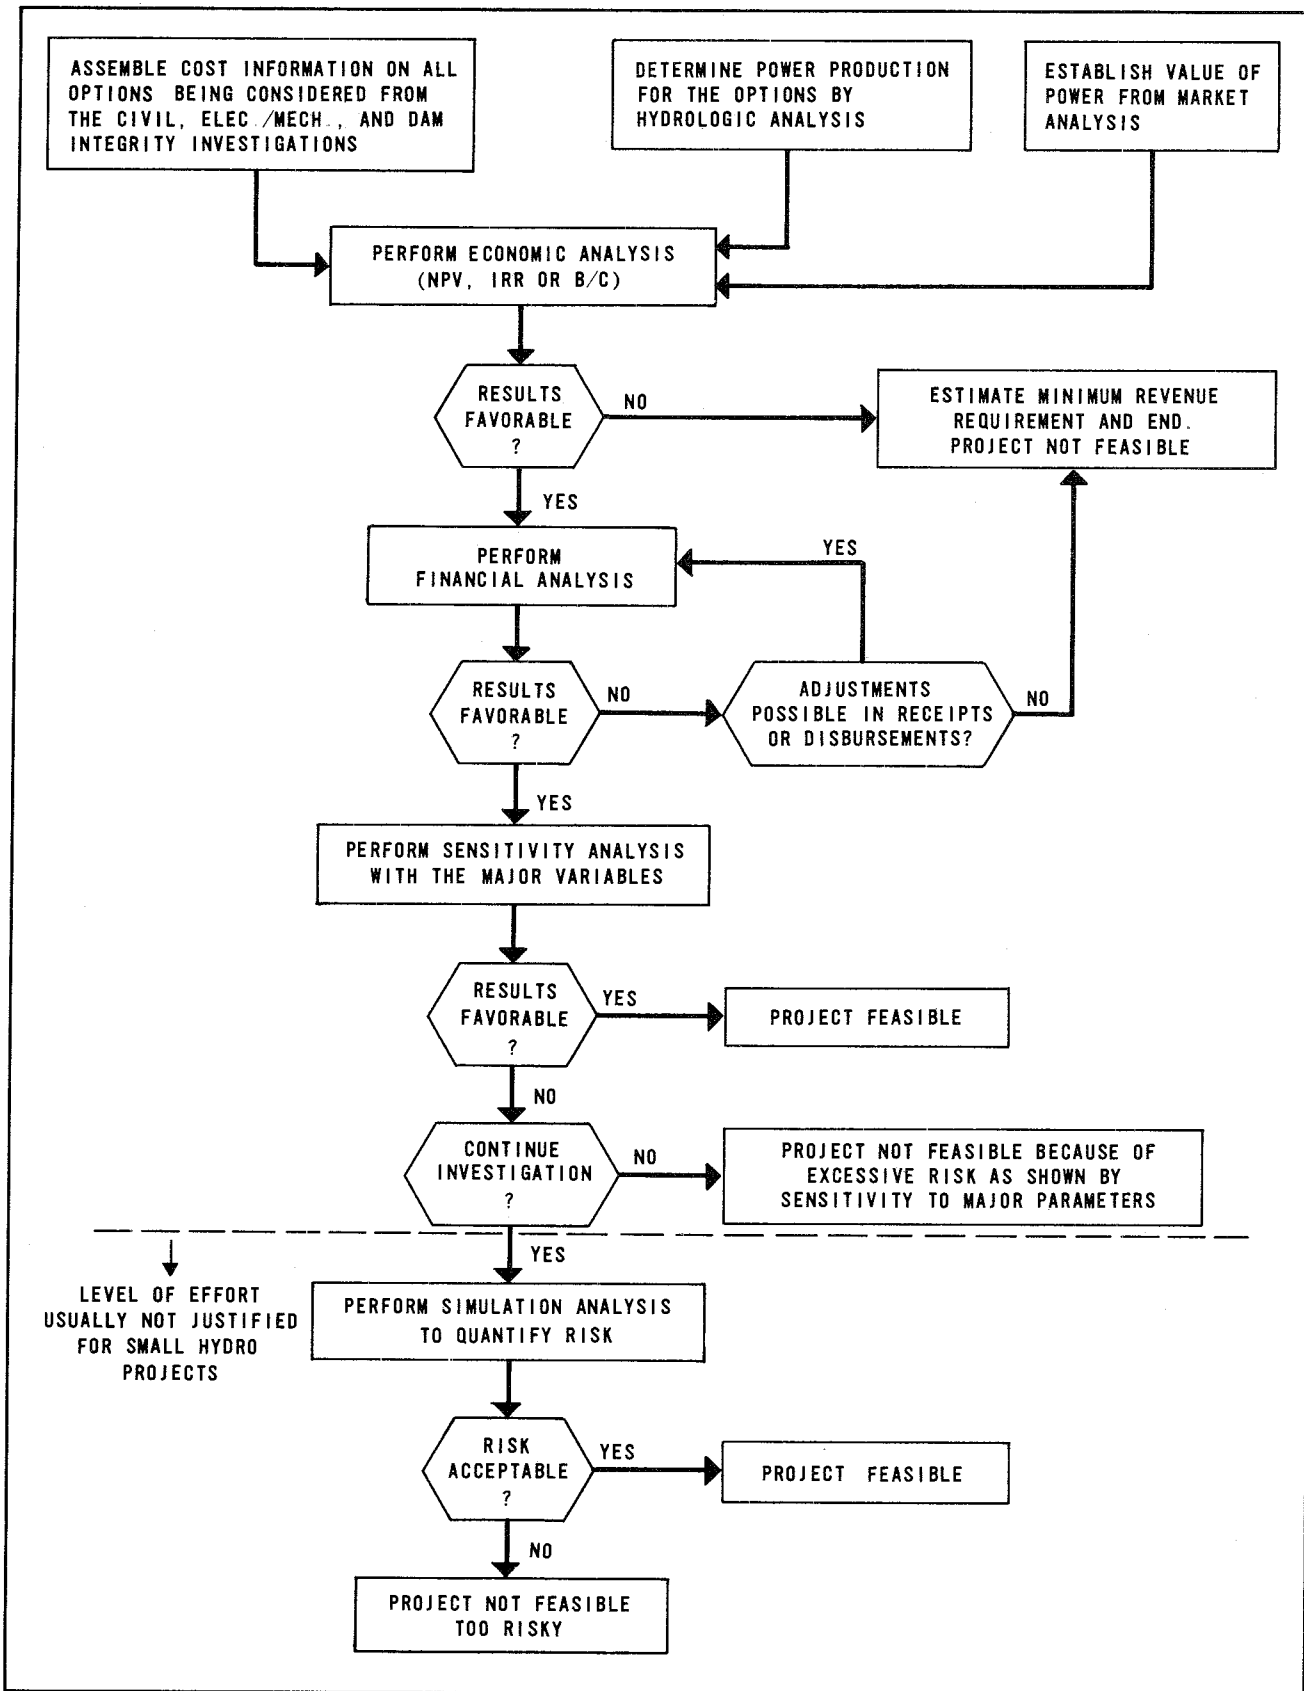 ASSEMBLE COST INFORMATION ON ALL
OPTIONS BEING CONSIDERED FROM
THE CIVIL, ELEC./MECH., AND DAM
INTEGRITY INVESTIGATIONS
DETERMINE POWER PRODUCTION
FOR THE OPTIONS BY
HYDROLOGIC ANALYSIS
ESTABLISH VALUE OF
POWER FROM MARKET
ANALYSIS
PERFORM ECONOMIC ANALYSIS
(NPV, IRR OR B/C)
RESULTS
FAVORABLE
?
NO
ESTIMATE MINIMUM REVENUE
REQUIREMENT AND END.
PROJECT NOT FEASIBLE
YES
PERFORM
FINANCIAL ANALYSIS
YES
RESULTS
FAVORABLE
?
NO
ADJUSTMENTS
POSSIBLE IN RECEIPTS
OR DISBURSEMENTS?
NO
YES
PERFORM SENSITIVITY ANALYSIS
WITH THE MAJOR VARIABLES
RESULTS
FAVORABLE
?
YES
PROJECT FEASIBLE
NO
CONTINUE
INVESTIGATION
?
NO
PROJECT NOT FEASIBLE BECAUSE OF
EXCESSIVE RISK AS SHOWN BY
SENSITIVITY TO MAJOR PARAMETERS
YES
LEVEL OF EFFORT
USUALLY NOT JUSTIFIED
FOR SMALL HYDRO
PROJECTS
PERFORM SIMULATION ANALYSIS
TO QUANTIFY RISK
RISK
ACCEPTABLE
?
YES
PROJECT FEASIBLE
NO
PROJECT NOT FEASIBLE
TOO RISKY